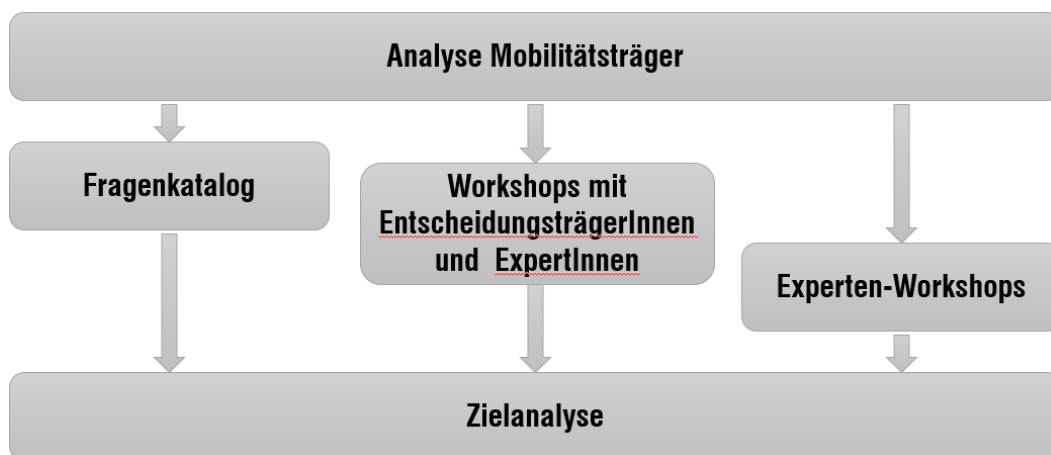 Analyse Mobilitätsträger
Fragenkatalog
Workshops mit
EntscheidungsträgerInnen
und ExpertInnen
Experten-Workshops
Zielanalyse